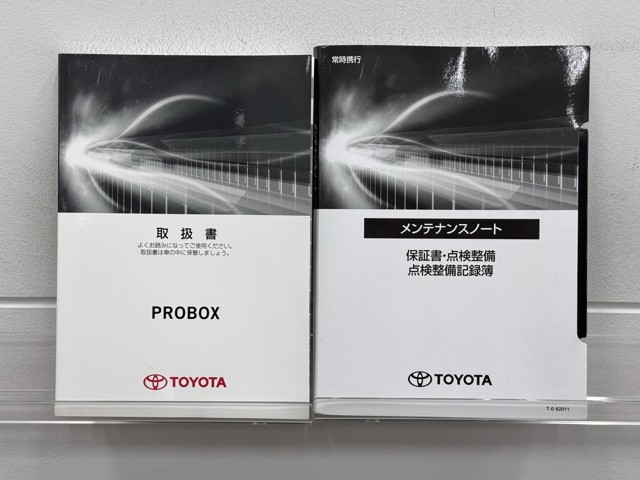 取扱書
よくお読みになってご使用ください。
取扱書は車の中に保管しましょう。
PROBOX
TOYOTA
常時携行
メンテナンスノート
保証書・点検整備
点検整備記録簿
TOYOTA
T-0 62011